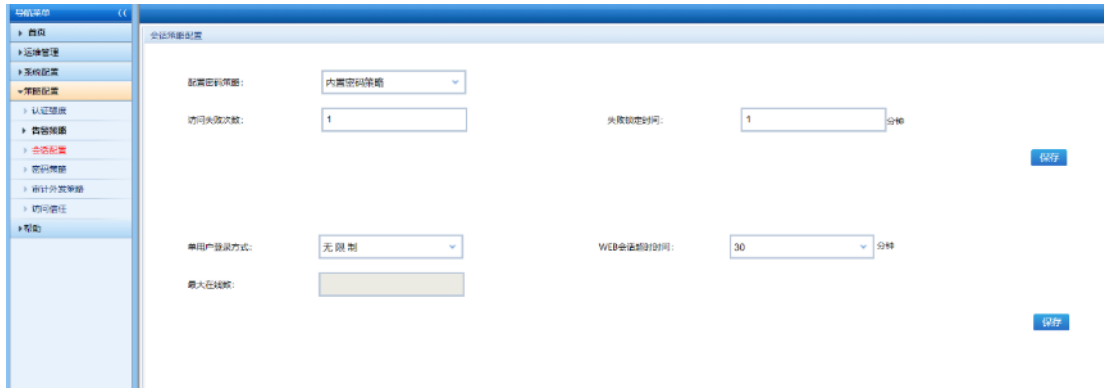 导航菜单
首页
运维管理
系统配置
策略配置
认证强度
告警策略
会话配置
密码策略
审计外发策略
访问信任
帮助
会话策略配置
配置密码策略: 内置密码策略
访问失败次数: 1 失败锁定时间: 1 分钟
保存
单用户登录方式: 无限制 WEB会话超时时间: 30 分钟
最大在线数:
保存